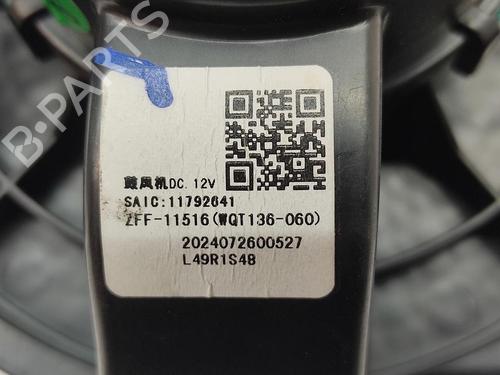 B-PARTS
鼓风机DC.12V
SAIC:11792641
ZFF-11516(WQT136-060)
2024072600527
L49R1S48